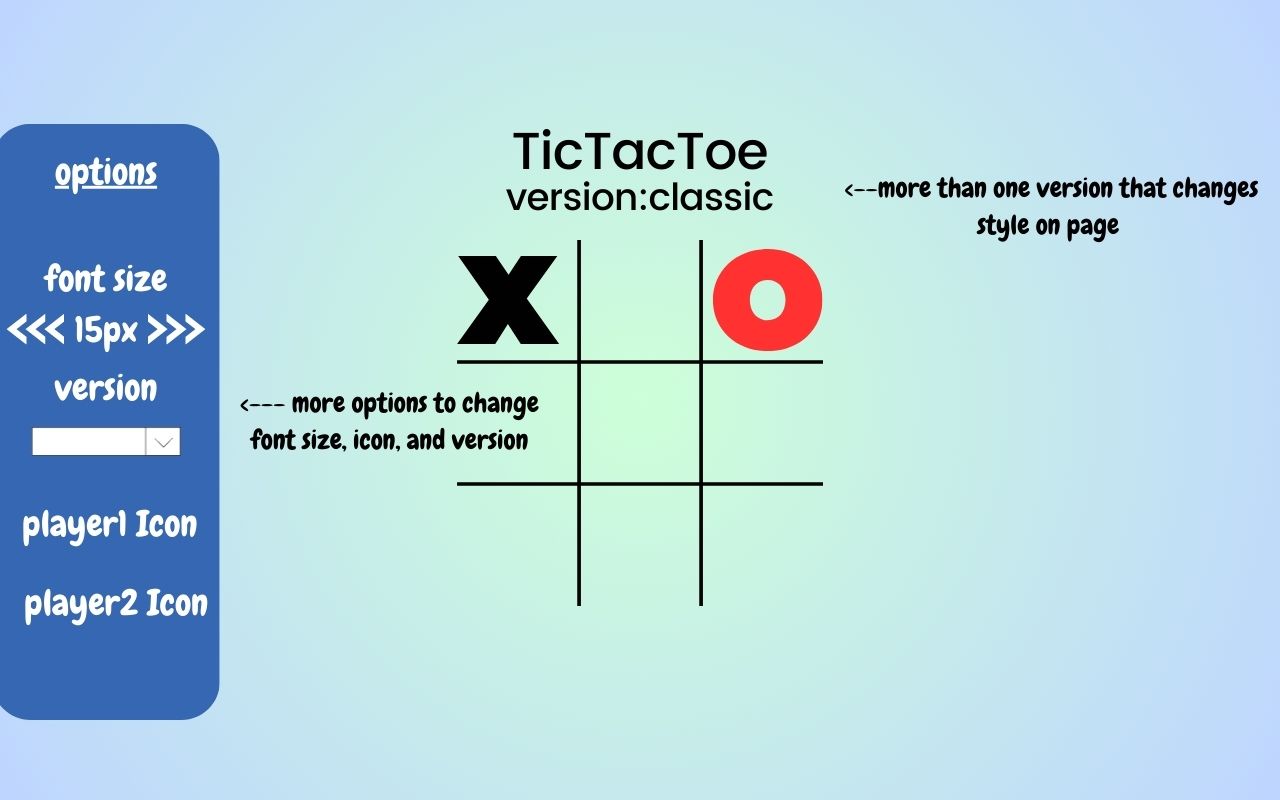 options
font size
<<< 15px >>>
version
player1 Icon
player2 Icon
TicTacToe
version:classic
X O
<--more than one version that changes
style on page
<--- more options to change
font size, icon, and version